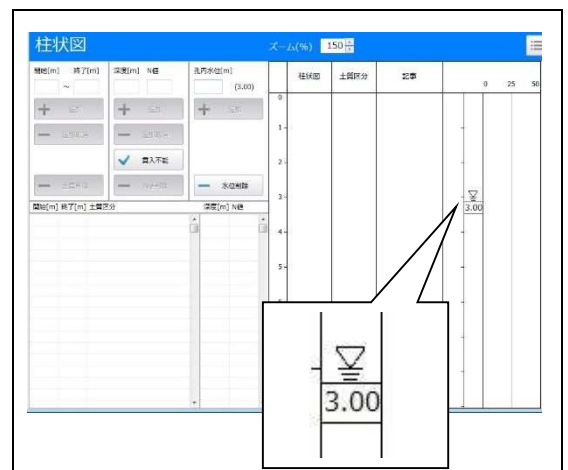 柱状図
ズーム(%) 150
開始[m] 終了[m] 深度[m] N値 孔内水位[m]
~ (3.00)
貫入不能
水位削除
開始[m] 終了[m] 土質区分 深度[m] N値
柱状図 土質区分 記事
0 25 50
0
1
2
3
4
5
3.00
3.00